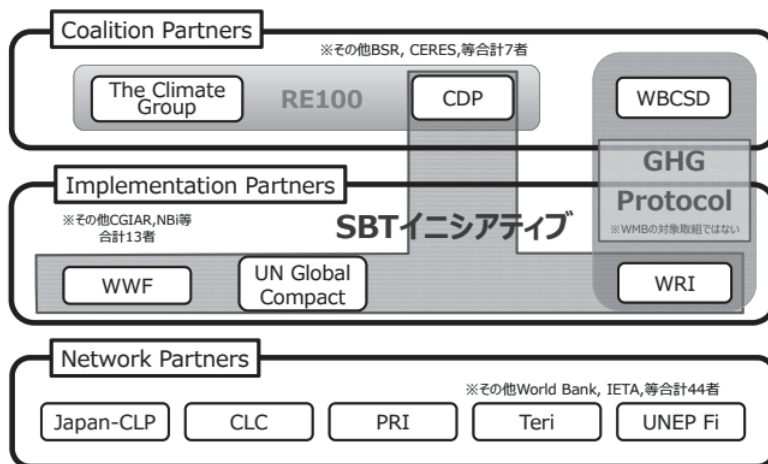 Coalition Partners
※その他BSR, CERES,等合計7者
The Climate
Group
RE100
CDP
WBCSD
GHG
Protocol
※WMBの対象取組ではない
Implementation Partners
※その他CGIAR,NBi等
合計13者
SBTイニシアティブ
WWF
UN Global
Compact
WRI
Network Partners
※その他World Bank, IETA,等合計44者
Japan-CLP
CLC
PRI
Teri
UNEP Fi